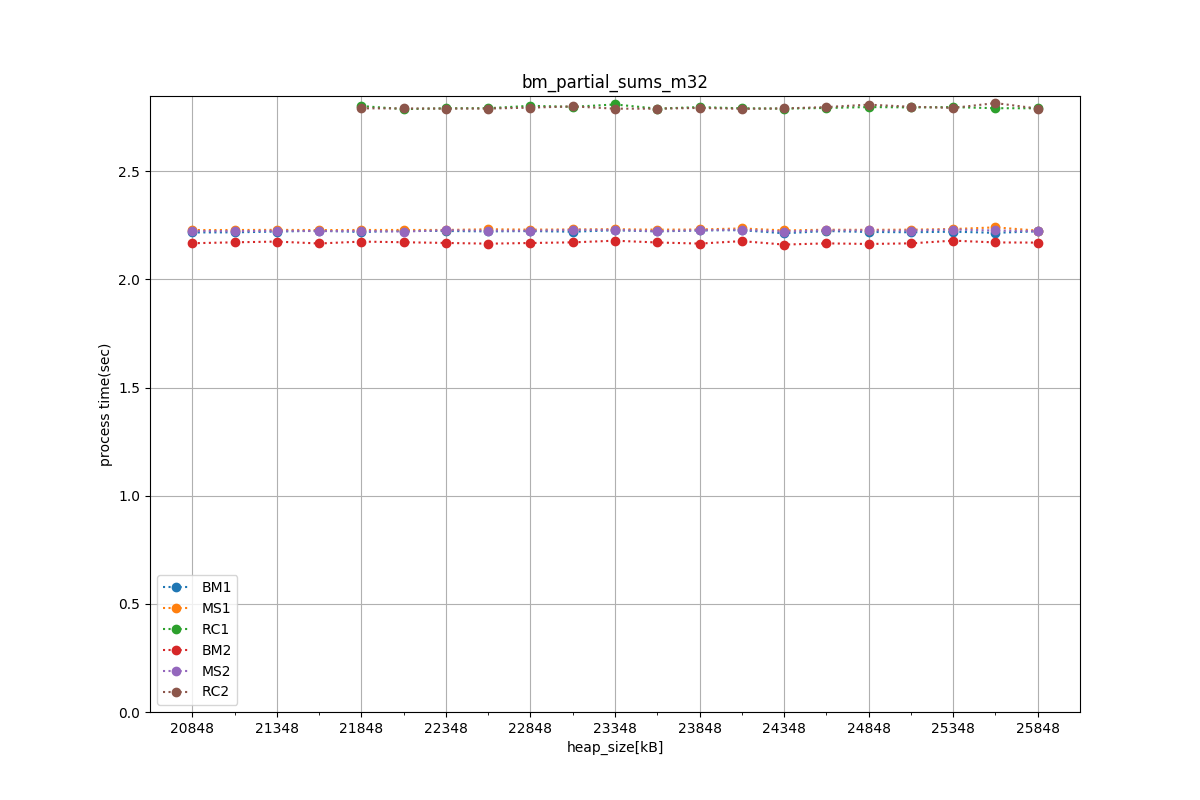 bm_partial_sums_m32
process time(sec)
2.5
2.0
1.5
1.0
0.5
0.0
BM1
MS1
RC1
BM2
MS2
RC2
20848 21348 21848 22348 22848 23348 23848 24348 24848 25348 25848
heap_size[kB]